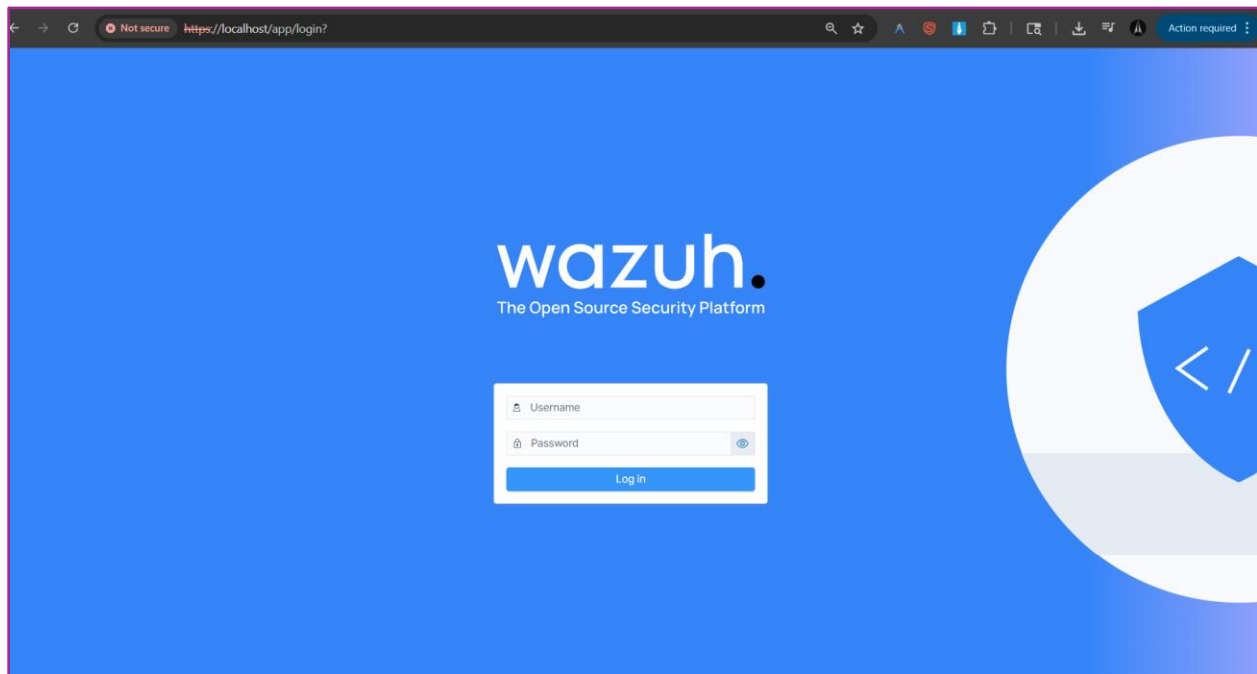 Not secure https://localhost/app/login? Action required
wazuh.
The Open Source Security Platform
Username
Password
Log in
</ >